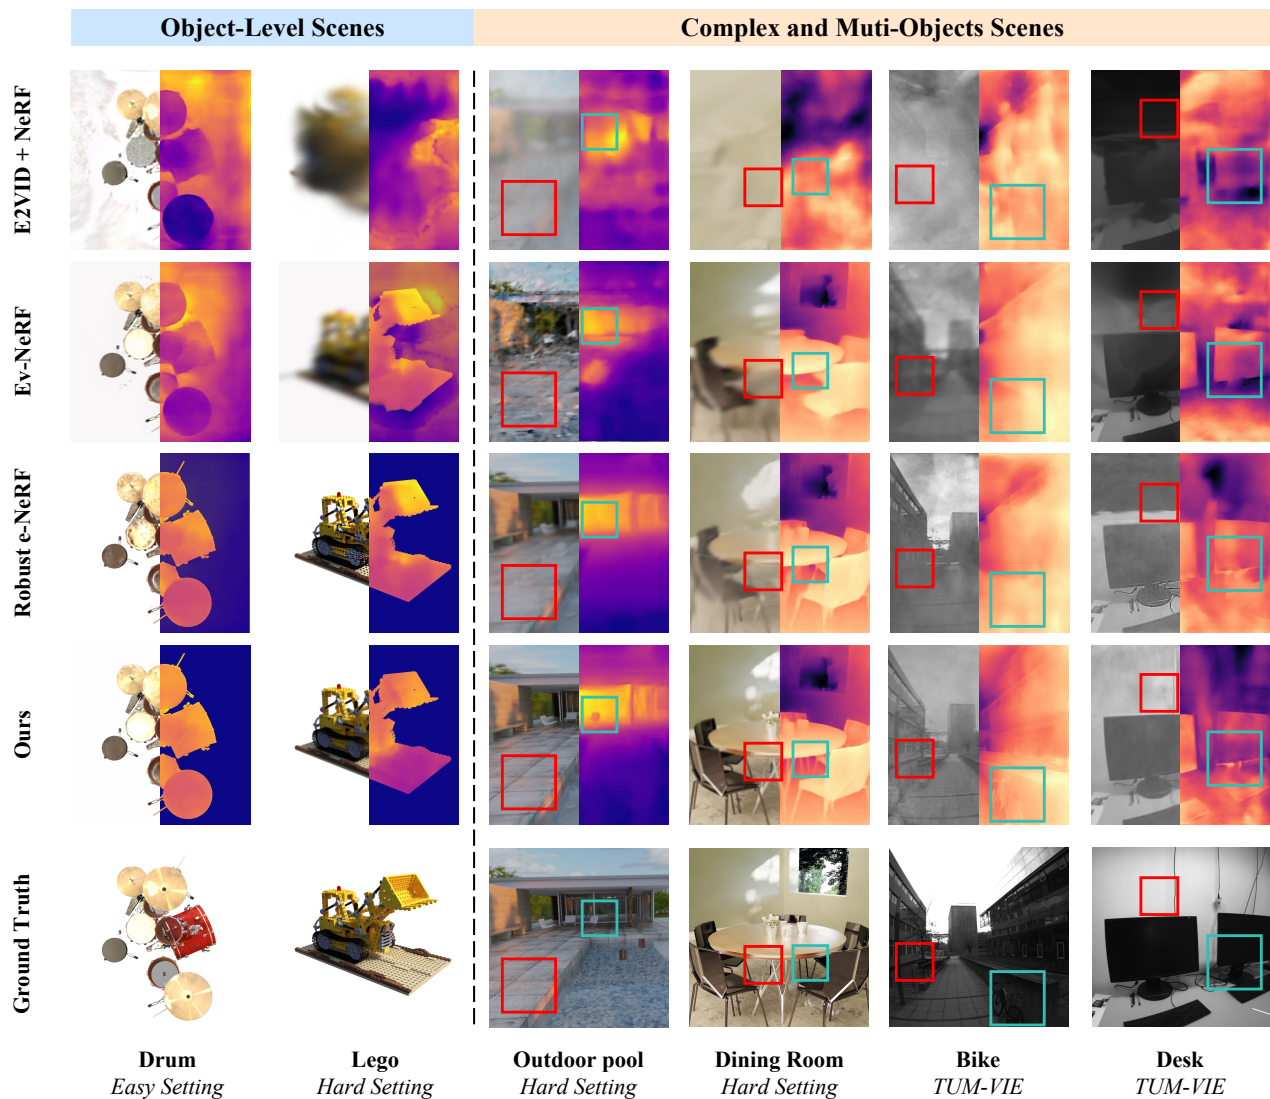 Object-Level Scenes
Complex and Muti-Objects Scenes
E2VID + NeRF
Ev-NeRF
Robust e-NeRF
Ours
Ground Truth
Drum
Easy Setting
Lego
Hard Setting
Outdoor pool
Hard Setting
Dining Room
Hard Setting
Bike
TUM-VIE
Desk
TUM-VIE